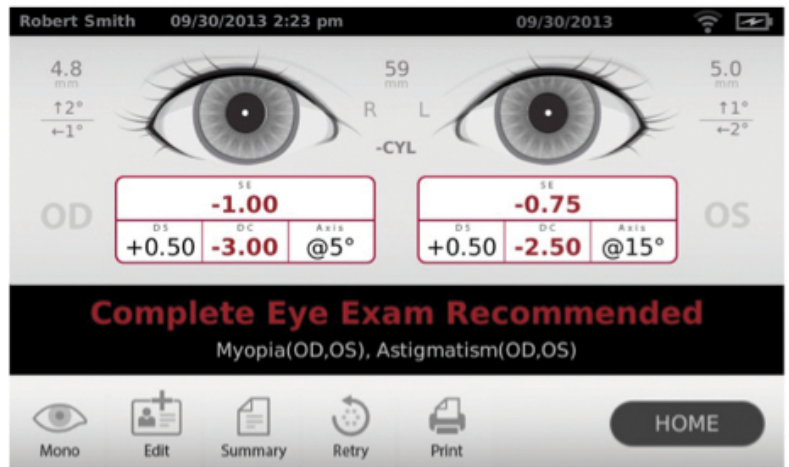 Robert Smith 09/30/2013 2:23 pm 09/30/2013
4.8 59 5.0
mm mm mm
↑2° R L ↑1°
←1° ←2°
-CYL
SE SE
-1.00 -0.75
OD OS
DS DC Axis DS DC Axis
+0.50 -3.00 @5° +0.50 -2.50 @15°
Complete Eye Exam Recommended
Myopia(OD,OS), Astigmatism(OD,OS)
HOME
Mono Edit Summary Retry Print